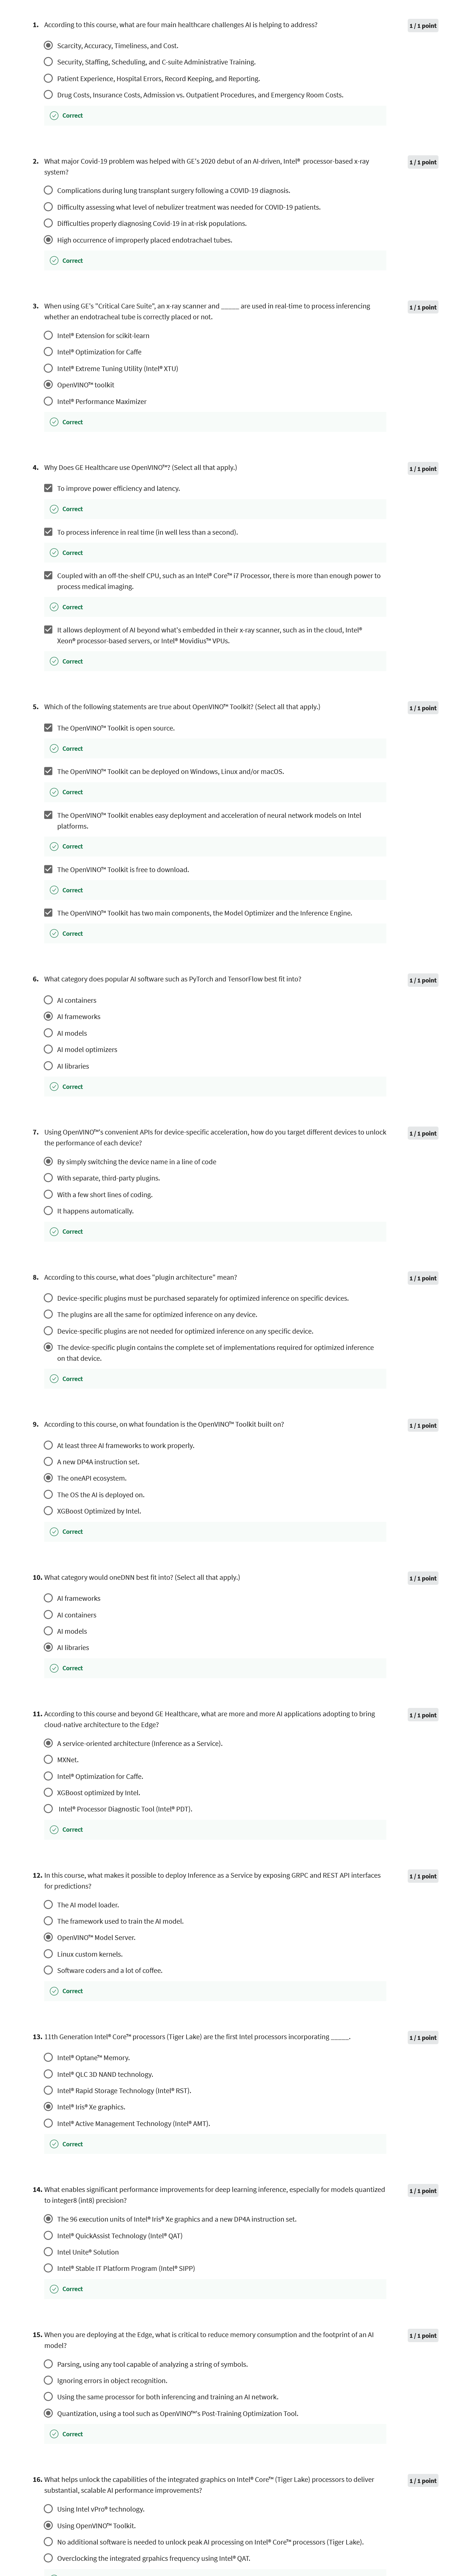 1. According to this course, what are four main healthcare challenges AI is helping to address?
1 / 1 point
Scarcity, Accuracy, Timeliness, and Cost.
Security, Staffing, Scheduling, and C-suite Administrative Training.
Patient Experience, Hospital Errors, Record Keeping, and Reporting.
Drug Costs, Insurance Costs, Admission vs. Outpatient Procedures, and Emergency Room Costs.
Correct
2. What major Covid-19 problem was helped with GE's 2020 debut of an AI-driven, Intel® processor-based x-ray
system?
1 / 1 point
Complications during lung transplant surgery following a COVID-19 diagnosis.
Difficulty assessing what level of nebulizer treatment was needed for COVID-19 patients.
Difficulties properly diagnosing Covid-19 in at-risk populations.
High occurrence of improperly placed endotrachael tubes.
Correct
3. When using GE's "Critical Care Suite", an x-ray scanner and _____ are used in real-time to process inferencing
whether an endotracheal tube is correctly placed or not.
1 / 1 point
Intel® Extension for scikit-learn
Intel® Optimization for Caffe
Intel® Extreme Tuning Utility (Intel® XTU)
OpenVINO™ toolkit
Intel® Performance Maximizer
Correct
4. Why Does GE Healthcare use OpenVINO™? (Select all that apply.)
1 / 1 point
To improve power efficiency and latency.
Correct
To process inference in real time (in well less than a second).
Correct
Coupled with an off-the-shelf CPU, such as an Intel® Core™ i7 Processor, there is more than enough power to
process medical imaging.
Correct
It allows deployment of AI beyond what's embedded in their x-ray scanner, such as in the cloud, Intel®
Xeon® processor-based servers, or Intel® Movidius™ VPUs.
Correct
5. Which of the following statements are true about OpenVINO™ Toolkit? (Select all that apply.)
1 / 1 point
The OpenVINO™ Toolkit is open source.
Correct
The OpenVINO™ Toolkit can be deployed on Windows, Linux and/or macOS.
Correct
The OpenVINO™ Toolkit enables easy deployment and acceleration of neural network models on Intel
platforms.
Correct
The OpenVINO™ Toolkit is free to download.
Correct
The OpenVINO™ Toolkit has two main components, the Model Optimizer and the Inference Engine.
Correct
6. What category does popular AI software such as PyTorch and TensorFlow best fit into?
1 / 1 point
AI containers
AI frameworks
AI models
AI model optimizers
AI libraries
Correct
7. Using OpenVINO™'s convenient APIs for device-specific acceleration, how do you target different devices to unlock
the performance of each device?
1 / 1 point
By simply switching the device name in a line of code
With separate, third-party plugins.
With a few short lines of coding.
It happens automatically.
Correct
8. According to this course, what does "plugin architecture" mean?
1 / 1 point
Device-specific plugins must be purchased separately for optimized inference on specific devices.
The plugins are all the same for optimized inference on any device.
Device-specific plugins are not needed for optimized inference on any specific device.
The device-specific plugin contains the complete set of implementations required for optimized inference
on that device.
Correct
9. According to this course, on what foundation is the OpenVINO™ Toolkit built on?
1 / 1 point
At least three AI frameworks to work properly.
A new DP4A instruction set.
The oneAPI ecosystem.
The OS the AI is deployed on.
XGBoost Optimized by Intel.
Correct
10. What category would oneDNN best fit into? (Select all that apply.)
1 / 1 point
AI frameworks
AI containers
AI models
AI libraries
Correct
11. According to this course and beyond GE Healthcare, what are more and more AI applications adopting to bring
cloud-native architecture to the Edge?
1 / 1 point
A service-oriented architecture (Inference as a Service).
MXNet.
Intel® Optimization for Caffe.
XGBoost optimized by Intel.
Intel® Processor Diagnostic Tool (Intel® PDT).
Correct
12. In this course, what makes it possible to deploy Inference as a Service by exposing GRPC and REST API interfaces
for predictions?
1 / 1 point
The AI model loader.
The framework used to train the AI model.
OpenVINO™ Model Server.
Linux custom kernels.
Software coders and a lot of coffee.
Correct
13. 11th Generation Intel® Core™ processors (Tiger Lake) are the first Intel processors incorporating _____.
1 / 1 point
Intel® Optane™ Memory.
Intel® QLC 3D NAND technology.
Intel® Rapid Storage Technology (Intel® RST).
Intel® Iris® Xe graphics.
Intel® Active Management Technology (Intel® AMT).
Correct
14. What enables significant performance improvements for deep learning inference, especially for models quantized
to integer8 (int8) precision?
1 / 1 point
The 96 execution units of Intel® Iris® Xe graphics and a new DP4A instruction set.
Intel® QuickAssist Technology (Intel® QAT)
Intel Unite® Solution
Intel® Stable IT Platform Program (Intel® SIPP)
Correct
15. When you are deploying at the Edge, what is critical to reduce memory consumption and the footprint of an AI
model?
1 / 1 point
Parsing, using any tool capable of analyzing a string of symbols.
Ignoring errors in object recognition.
Using the same processor for both inferencing and training an AI network.
Quantization, using a tool such as OpenVINO™'s Post-Training Optimization Tool.
Correct
16. What helps unlock the capabilities of the integrated graphics on Intel® Core™ (Tiger Lake) processors to deliver
substantial, scalable AI performance improvements?
1 / 1 point
Using Intel vPro® technology.
Using OpenVINO™ Toolkit.
No additional software is needed to unlock peak AI processing on Intel® Core™ processors (Tiger Lake).
Overclocking the integrated grpahics frequency using Intel® QAT.